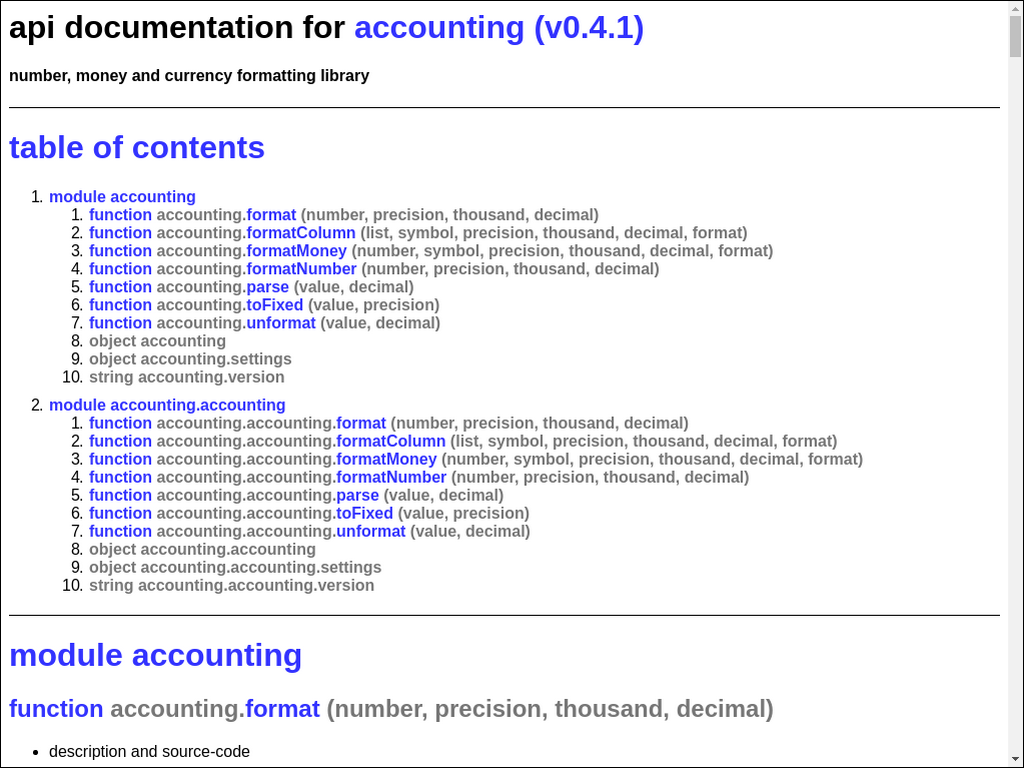 api documentation for accounting (v0.4.1)
number, money and currency formatting library
table of contents
1. module accounting
1. function accounting.format (number, precision, thousand, decimal)
2. function accounting.formatColumn (list, symbol, precision, thousand, decimal, format)
3. function accounting.formatMoney (number, symbol, precision, thousand, decimal, format)
4. function accounting.formatNumber (number, precision, thousand, decimal)
5. function accounting.parse (value, decimal)
6. function accounting.toFixed (value, precision)
7. function accounting.unformat (value, decimal)
8. object accounting
9. object accounting.settings
10. string accounting.version
2. module accounting.accounting
1. function accounting.accounting.format (number, precision, thousand, decimal)
2. function accounting.accounting.formatColumn (list, symbol, precision, thousand, decimal, format)
3. function accounting.accounting.formatMoney (number, symbol, precision, thousand, decimal, format)
4. function accounting.accounting.formatNumber (number, precision, thousand, decimal)
5. function accounting.accounting.parse (value, decimal)
6. function accounting.accounting.toFixed (value, precision)
7. function accounting.accounting.unformat (value, decimal)
8. object accounting.accounting
9. object accounting.accounting.settings
10. string accounting.accounting.version
module accounting
function accounting.format (number, precision, thousand, decimal)
• description and source-code